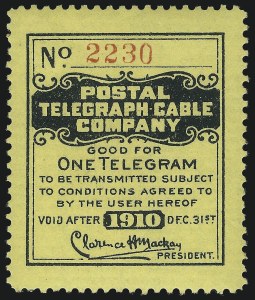 No. 2230
POSTAL
TELEGRAPH-CABLE
COMPANY
GOOD FOR
ONE TELEGRAM
TO BE TRANSMITTED SUBJECT
TO CONDITIONS AGREED TO
BY THE USER HEREOF
VOID AFTER 1910 DEC. 31ST
Clarence H Mackay
PRESIDENT.